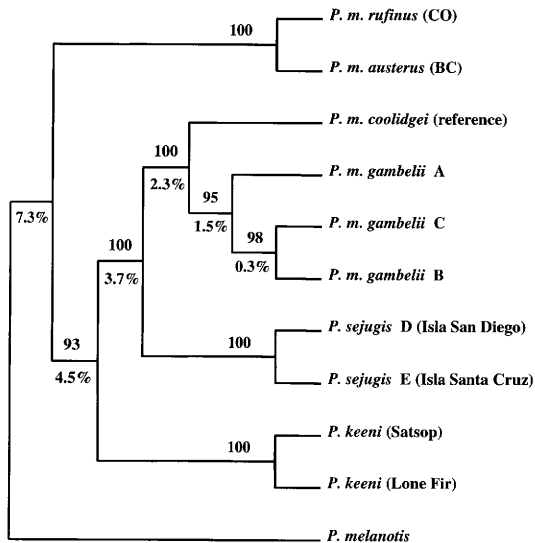 100
P. m. rufinus (CO)
P. m. austerus (BC)
P. m. coolidgei (reference)
100
2.3%
P. m. gambelii A
95
1.5%
P. m. gambelii C
98
0.3%
P. m. gambelii B
7.3%
100
3.7%
P. sejugis D (Isla San Diego)
100
P. sejugis E (Isla Santa Cruz)
93
4.5%
P. keeni (Satsop)
100
P. keeni (Lone Fir)
P. melanotis